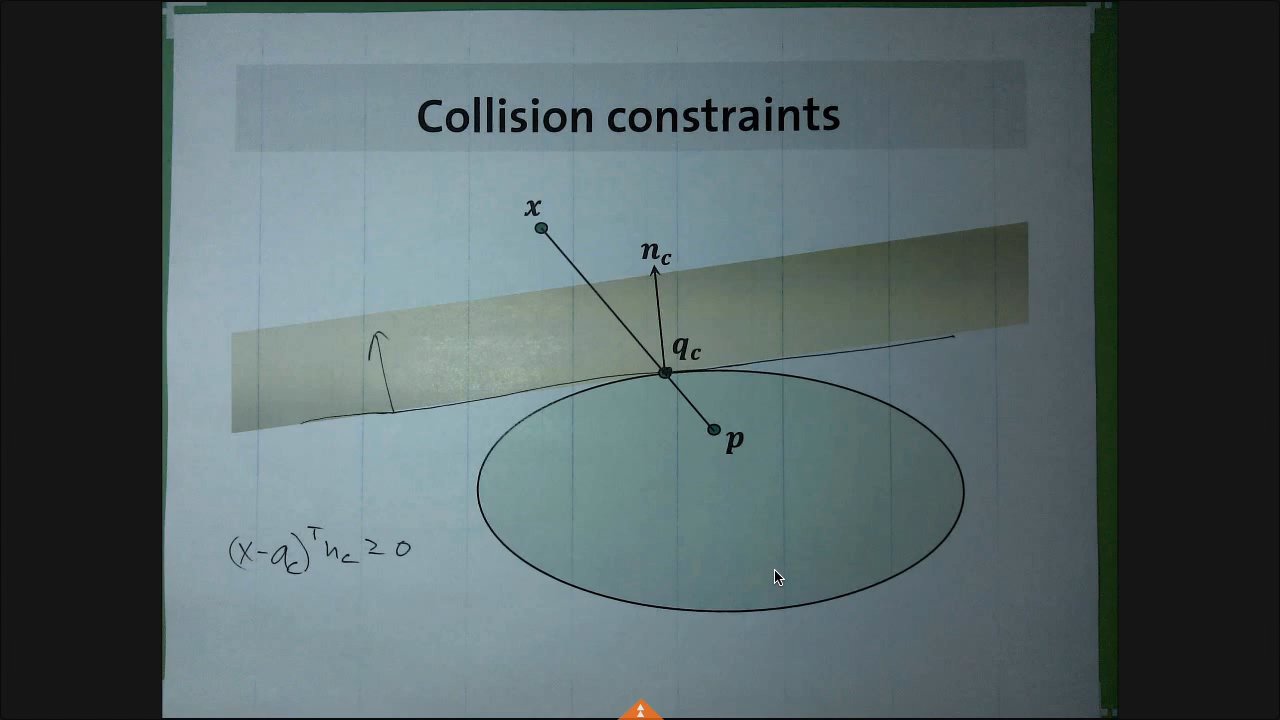 Collision constraints
x
n_c
q_c
p
(x-q_c)^T n_c ≥ 0